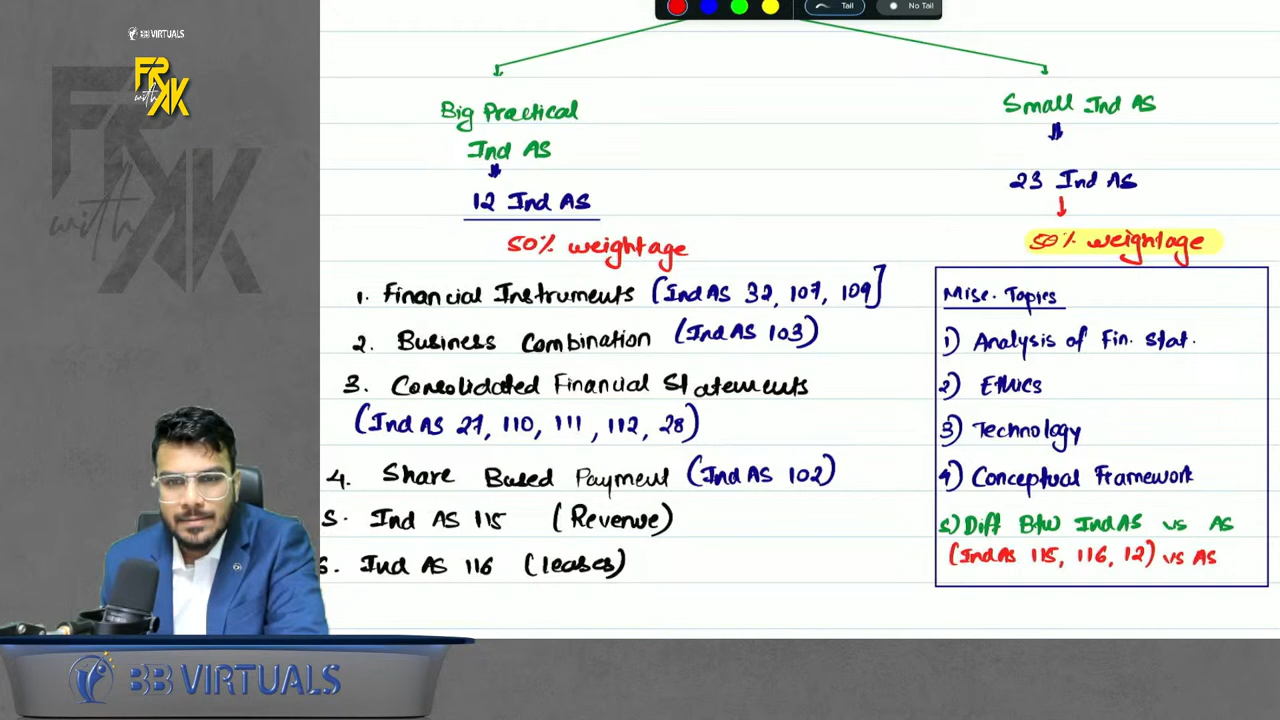 BB VIRTUALS
FR
with AK
FR
with AK
Tail
No Tail
Big Practical
Ind AS
12 Ind AS
50% weightage
1. Financial Instruments (Ind AS 32, 107, 109]
2. Business Combination (Ind AS 103)
3. Consolidated Financial Statements
(Ind AS 27, 110, 111, 112, 28)
4. Share Based Payment (Ind AS 102)
5. Ind AS 115 (Revenue)
6. Ind AS 116 (leases)
Small Ind AS
23 Ind AS
50% weightage
Misc. Topics
1) Analysis of Fin. Stat.
2) Ethics
3) Technology
4) Conceptual Framework
5) Diff Btw Ind AS vs AS
(Ind AS 115, 116, 12) vs AS
BB VIRTUALS